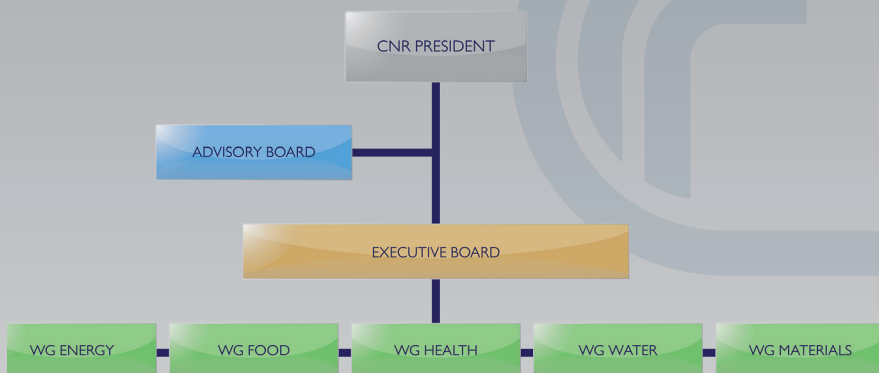 CNR PRESIDENT
ADVISORY BOARD
EXECUTIVE BOARD
WG ENERGY
WG FOOD
WG HEALTH
WG WATER
WG MATERIALS